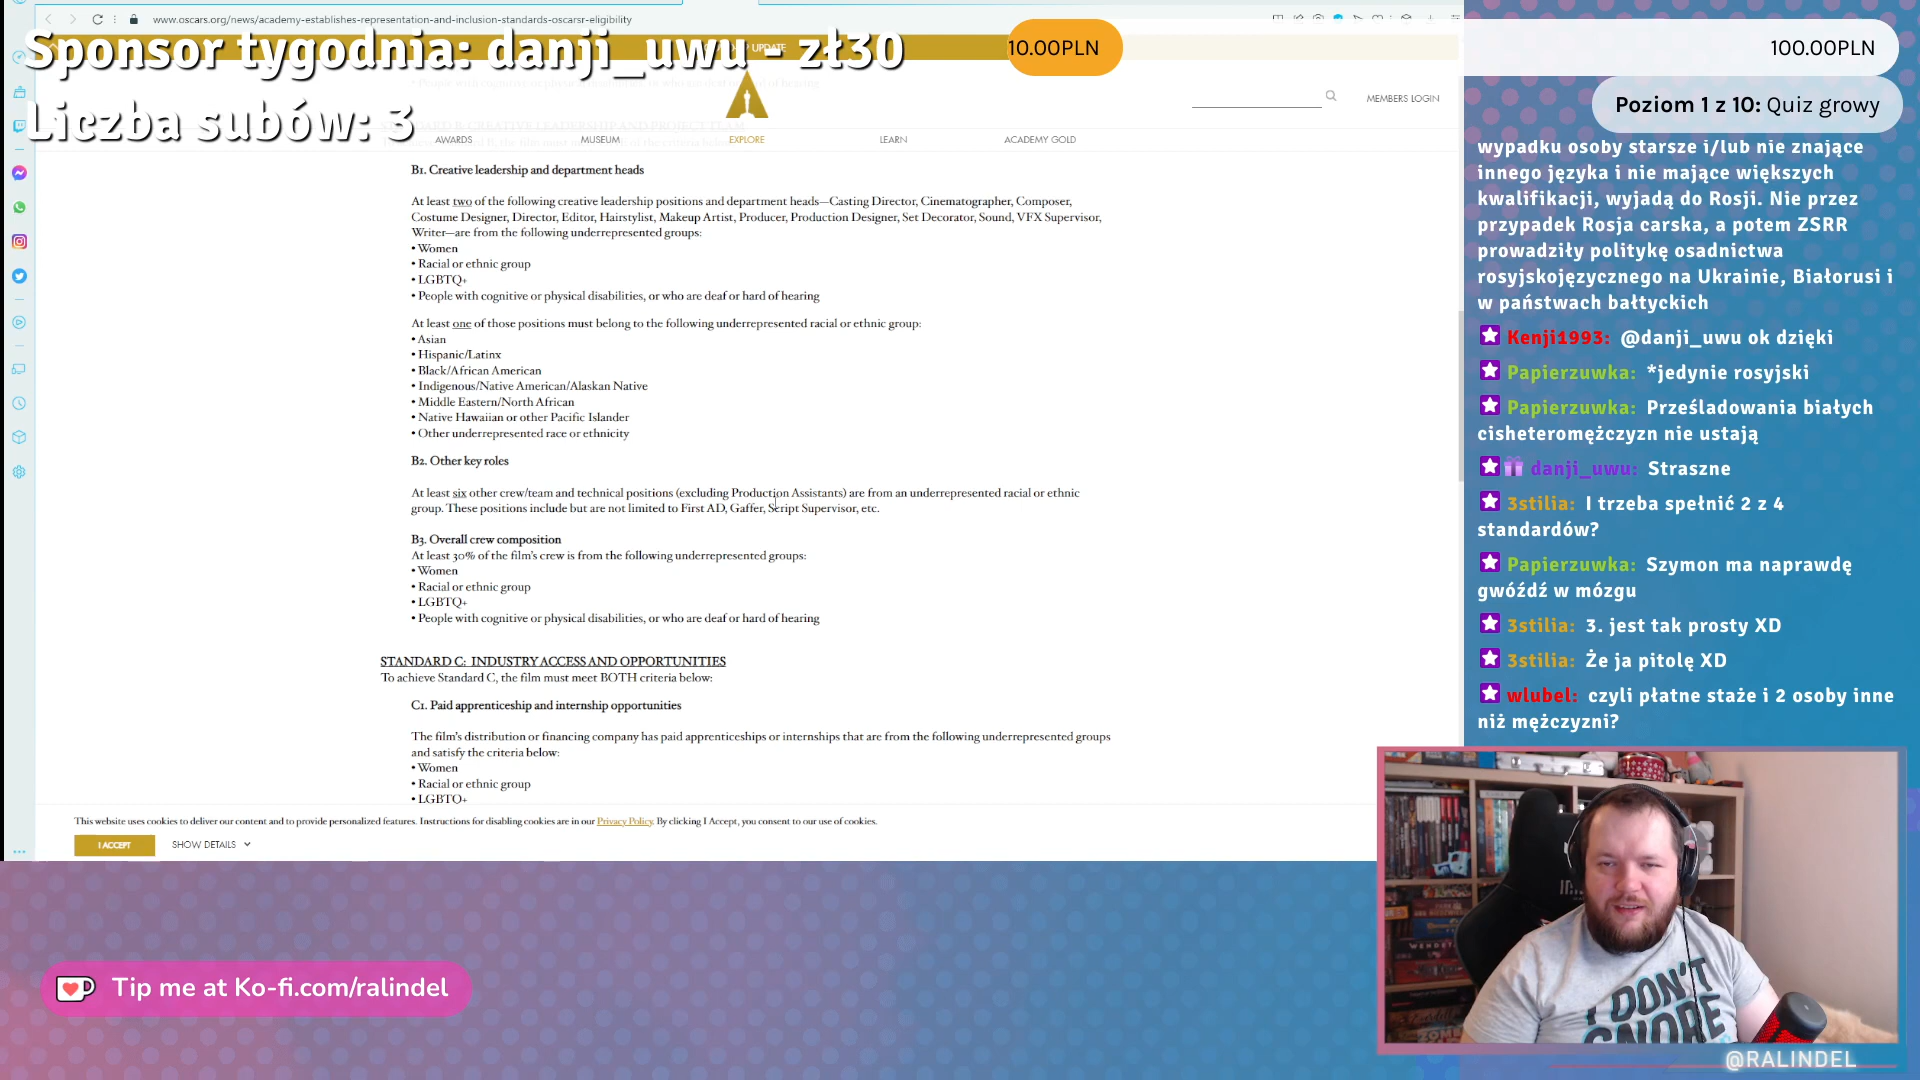 www.oscars.org/news/academy-establishes-representation-and-inclusion-standards-oscarsr-eligibility
Sponsor tygodnia: danji_uwu - zł30
Liczba subów: 3
UPDATE
10.00PLN
100.00PLN
Poziom 1 z 10: Quiz growy
MEMBERS LOGIN
AWARDS
MUSEUM
EXPLORE
LEARN
ACADEMY GOLD
B1. Creative leadership and department heads
At least two of the following creative leadership positions and department heads—Casting Director, Cinematographer, Composer,
Costume Designer, Director, Editor, Hairstylist, Makeup Artist, Producer, Production Designer, Set Decorator, Sound, VFX Supervisor,
Writer—are from the following underrepresented groups:
• Women
• Racial or ethnic group
• LGBTQ+
• People with cognitive or physical disabilities, or who are deaf or hard of hearing
At least one of those positions must belong to the following underrepresented racial or ethnic group:
• Asian
• Hispanic/Latinx
• Black/African American
• Indigenous/Native American/Alaskan Native
• Middle Eastern/North African
• Native Hawaiian or other Pacific Islander
• Other underrepresented race or ethnicity
B2. Other key roles
At least six other crew/team and technical positions (excluding Production Assistants) are from an underrepresented racial or ethnic
group. These positions include but are not limited to First AD, Gaffer, Script Supervisor, etc.
B3. Overall crew composition
At least 30% of the film's crew is from the following underrepresented groups:
• Women
• Racial or ethnic group
• LGBTQ+
• People with cognitive or physical disabilities, or who are deaf or hard of hearing
STANDARD C: INDUSTRY ACCESS AND OPPORTUNITIES
To achieve Standard C, the film must meet BOTH criteria below:
C1. Paid apprenticeship and internship opportunities
The film's distribution or financing company has paid apprenticeships or internships that are from the following underrepresented groups
and satisfy the criteria below:
• Women
• Racial or ethnic group
• LGBTQ+
This website uses cookies to deliver our content and to provide personalized features. Instructions for disabling cookies are in our Privacy Policy. By clicking I Accept, you consent to our use of cookies.
I ACCEPT
SHOW DETAILS
wypadku osoby starsze i/lub nie znające
innego języka i nie mające większych
kwalifikacji, wyjadą do Rosji. Nie przez
przypadek Rosja carska, a potem ZSRR
prowadziły politykę osadnictwa
rosyjskojęzycznego na Ukrainie, Białorusi i
w państwach bałtyckich
Kenji1993: @danji_uwu ok dzięki
Papierzuwka: *jedynie rosyjski
Papierzuwka: Prześladowania białych
cisheteromężczyzn nie ustają
danji_uwu: Straszne
3stilia: I trzeba spełnić 2 z 4
standardów?
Papierzuwka: Szymon ma naprawdę
gwóźdź w mózgu
3stilia: 3. jest tak prosty XD
3stilia: Że ja pitolę XD
wlubel: czyli płatne staże i 2 osoby inne
niż mężczyzni?
Tip me at Ko-fi.com/ralindel
I DON'T
@RALINDEL